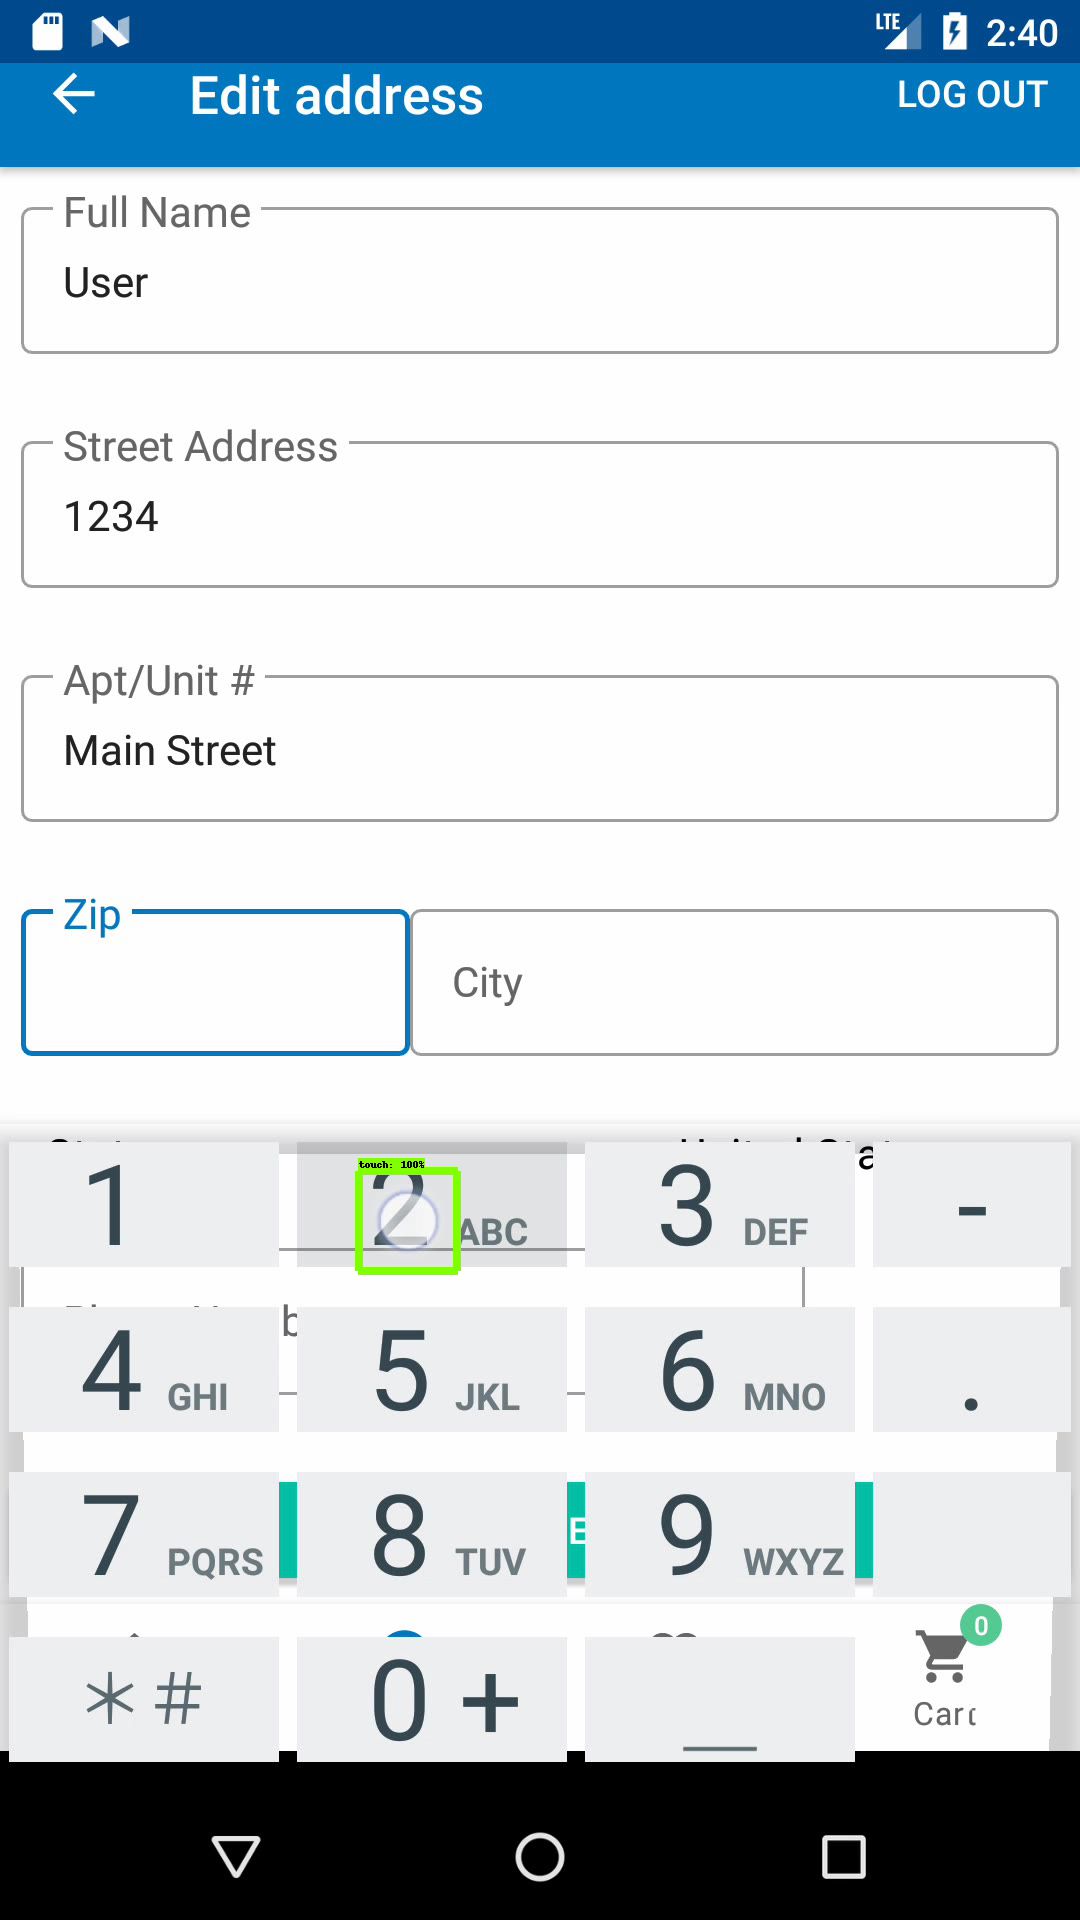 LTE 2:40
Edit address LOG OUT
Full Name
User
Street Address
1234
Apt/Unit #
Main Street
Zip
City
touch: 100%
1 2 ABC 3 DEF -
4 GHI 5 JKL 6 MNO .
7 PQRS 8 TUV 9 WXYZ
0
* # 0 + _